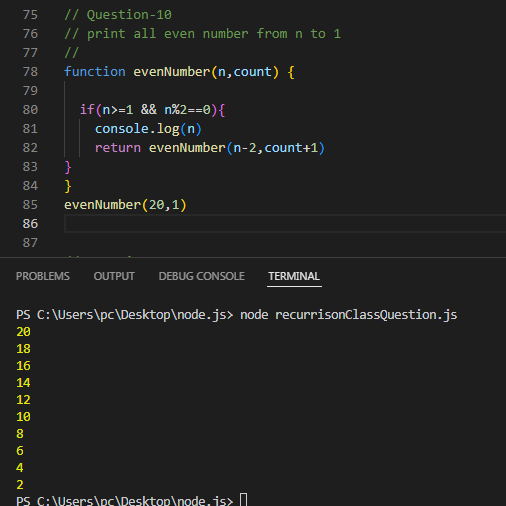 75 // Question-10
76 // print all even number from n to 1
77 //
78 function evenNumber(n,count) {
79
80 if(n>=1 && n%2==0){
81 console.log(n)
82 return evenNumber(n-2,count+1)
83 }
84 }
85 evenNumber(20,1)
86
87
PROBLEMS OUTPUT DEBUG CONSOLE TERMINAL
PS C:\Users\pc\Desktop\node.js> node recurrisonClassQuestion.js
20
18
16
14
12
10
8
6
4
2
PS C:\Users\pc\Desktop\node.js>